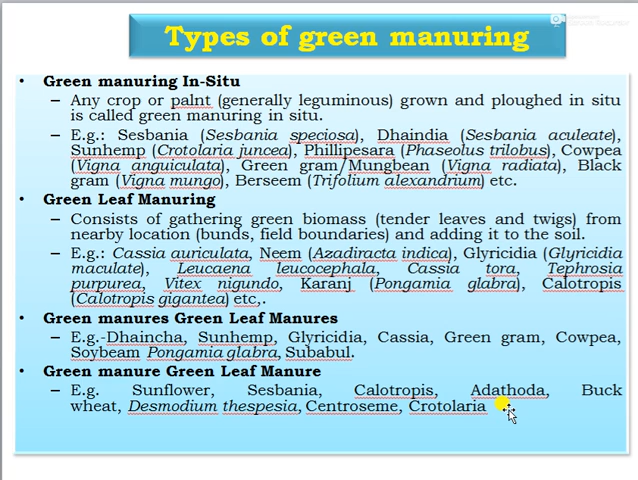 Types of green manuring
• Green manuring In-Situ
– Any crop or palnt (generally leguminous) grown and ploughed in situ
is called green manuring in situ.
– E.g.: Sesbania (Sesbania speciosa), Dhaindia (Sesbania aculeate),
Sunhemp (Crotolaria juncea), Phillipesara (Phaseolus trilobus), Cowpea
(Vigna anguiculata), Green gram/Mungbean (Vigna radiata), Black
gram (Vigna mungo), Berseem (Trifolium alexandrium) etc.
• Green Leaf Manuring
– Consists of gathering green biomass (tender leaves and twigs) from
nearby location (bunds, field boundaries) and adding it to the soil.
– E.g.: Cassia auriculata, Neem (Azadiracta indica), Glyricidia (Glyricidia
maculate), Leucaena leucocephala, Cassia tora, Tephrosia
purpurea, Vitex nigundo, Karanj (Pongamia glabra), Calotropis
(Calotropis gigantea) etc,.
• Green manures Green Leaf Manures
– E.g.-Dhaincha, Sunhemp, Glyricidia, Cassia, Green gram, Cowpea,
Soybeam Pongamia glabra, Subabul.
• Green manure Green Leaf Manure
– E.g. Sunflower, Sesbania, Calotropis, Adathoda, Buck
wheat, Desmodium thespesia, Centroseme, Crotolaria